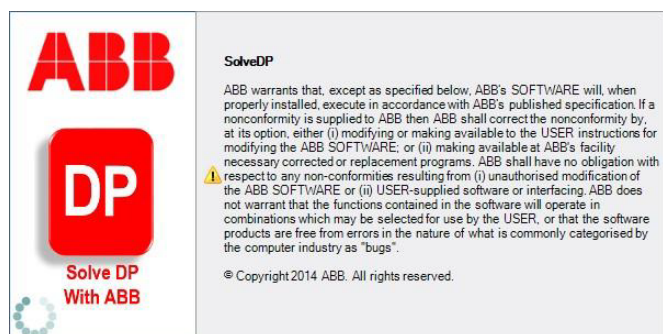 ABB
DP
Solve DP
With ABB
SolveDP
ABB warrants that, except as specified below, ABB's SOFTWARE will, when
properly installed, execute in accordance with ABB's published specification. If a
nonconformity is supplied to ABB then ABB shall correct the nonconformity by,
at its option, either (i) modifying or making available to the USER instructions for
modifying the ABB SOFTWARE; or (ii) making available at ABB's facility
necessary corrected or replacement programs. ABB shall have no obligation with
respect to any non-conformities resulting from (i) unauthorised modification of
the ABB SOFTWARE or (ii) USER-supplied software or interfacing. ABB does
not warrant that the functions contained in the software will operate in
combinations which may be selected for use by the USER, or that the software
products are free from errors in the nature of what is commonly categorised by
the computer industry as "bugs".
© Copyright 2014 ABB. All rights reserved.